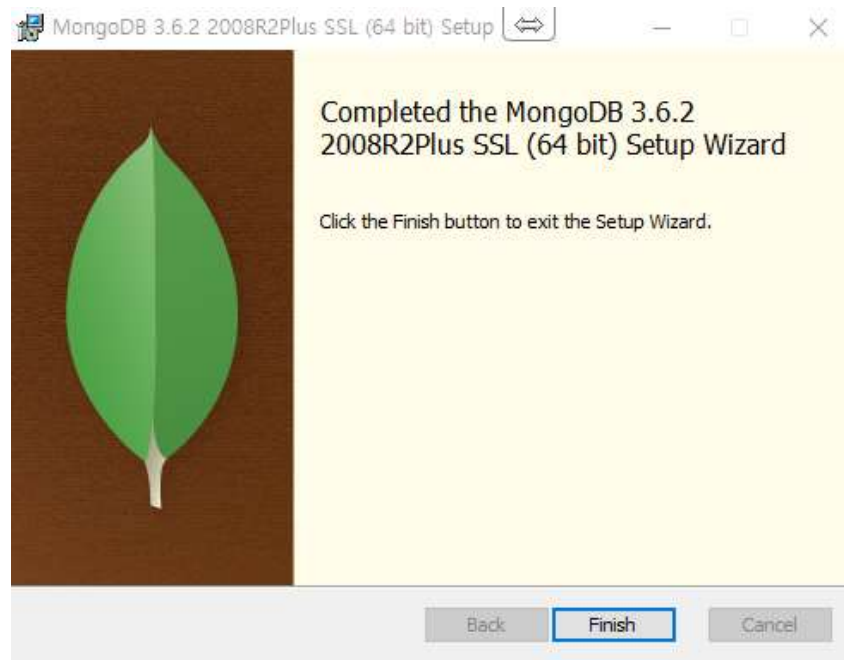 MongoDB 3.6.2 2008R2Plus SSL (64 bit) Setup
Completed the MongoDB 3.6.2
2008R2Plus SSL (64 bit) Setup Wizard
Click the Finish button to exit the Setup Wizard.
Back
Finish
Cancel